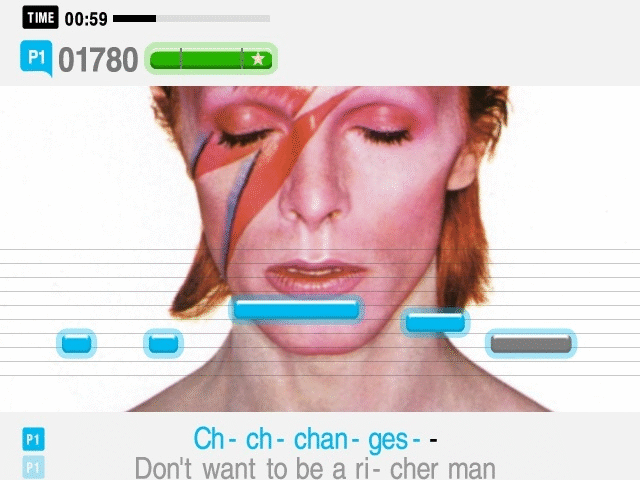 TIME 00:59
P1 01780
P1 Ch- ch- chan- ges- -
P1 Don't want to be a ri- cher man